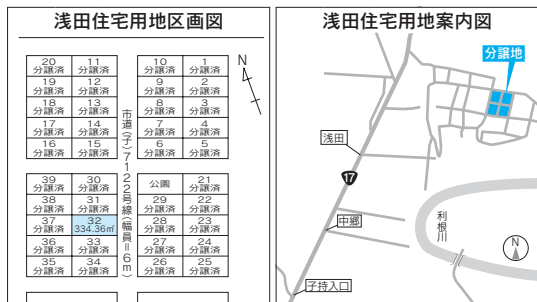 浅田住宅用地区画図
20
分譲済
11
分譲済
19
分譲済
12
分譲済
18
分譲済
13
分譲済
17
分譲済
14
分譲済
16
分譲済
15
分譲済
10
分譲済
1
分譲済
9
分譲済
2
分譲済
8
分譲済
3
分譲済
7
分譲済
4
分譲済
6
分譲済
5
分譲済
N
市道(子)7122号線(幅員=6m)
39
分譲済
30
分譲済
38
分譲済
31
分譲済
37
分譲済
32
334.36㎡
36
分譲済
33
分譲済
35
分譲済
34
分譲済
公園
21
分譲済
29
分譲済
22
分譲済
28
分譲済
23
分譲済
27
分譲済
24
分譲済
26
分譲済
25
分譲済
浅田住宅用地案内図
分譲地
浅田
17
中郷
利根川
子持入口
N